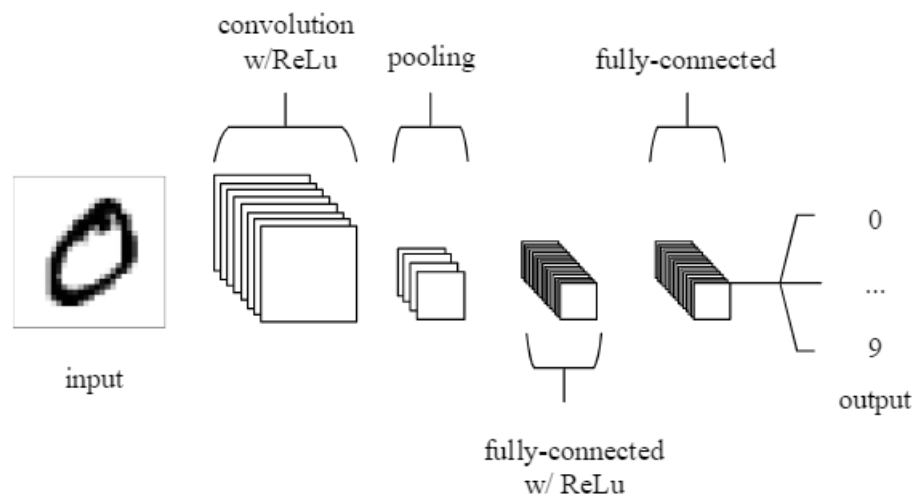 convolution
w/ReLu
pooling
fully-connected
input
0
...
9
output
fully-connected
w/ ReLu